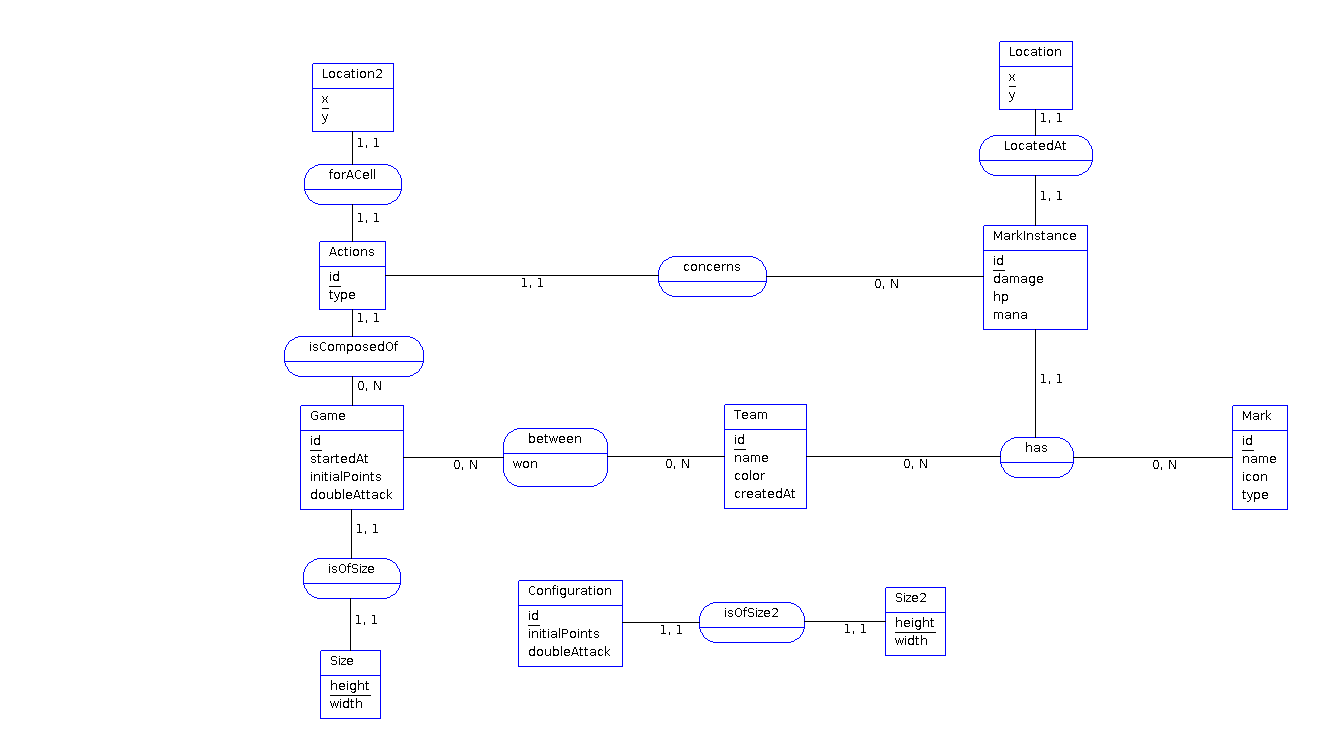 Location
x
y
1, 1
LocatedAt
1, 1
Location2
x
y
1, 1
forACell
1, 1
Actions
id
type
1, 1
concerns
0, N
MarkInstance
id
damage
hp
mana
1, 1
1, 1
isComposedOf
0, N
Game
id
startedAt
initialPoints
doubleAttack
0, N
between
won
0, N
Team
id
name
color
createdAt
0, N
has
0, N
Mark
id
name
icon
type
1, 1
isOfSize
1, 1
Size
height
width
Configuration
id
initialPoints
doubleAttack
1, 1
isOfSize2
1, 1
Size2
height
width